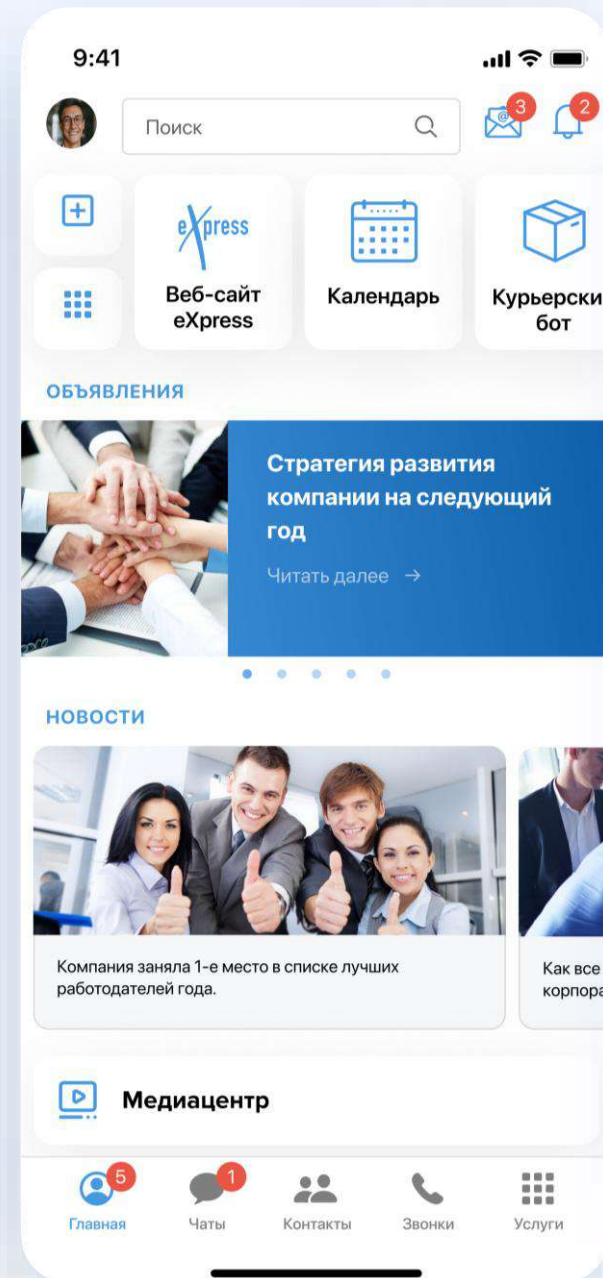 9:41
Поиск
3
2
eXpress
Веб-сайт
eXpress
Календарь
Курьерски
бот
ОБЪЯВЛЕНИЯ
Стратегия развития
компании на следующий
год
Читать далее →
НОВОСТИ
Компания заняла 1-е место в списке лучших
работодателей года.
Как все
корпора
Медиацентр
5
1
Главная
Чаты
Контакты
Звонки
Услуги